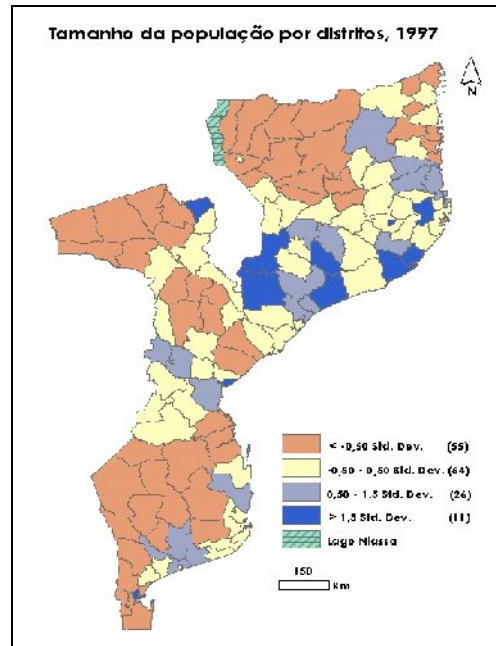 Tamanho da população por distritos, 1997
N
< -0,50 Std. Dev. (55)
-0,50 - 0,50 Std. Dev. (64)
0,50 - 1,5 Std. Dev. (26)
> 1,5 Std. Dev. (11)
Lago Niassa
150
Km